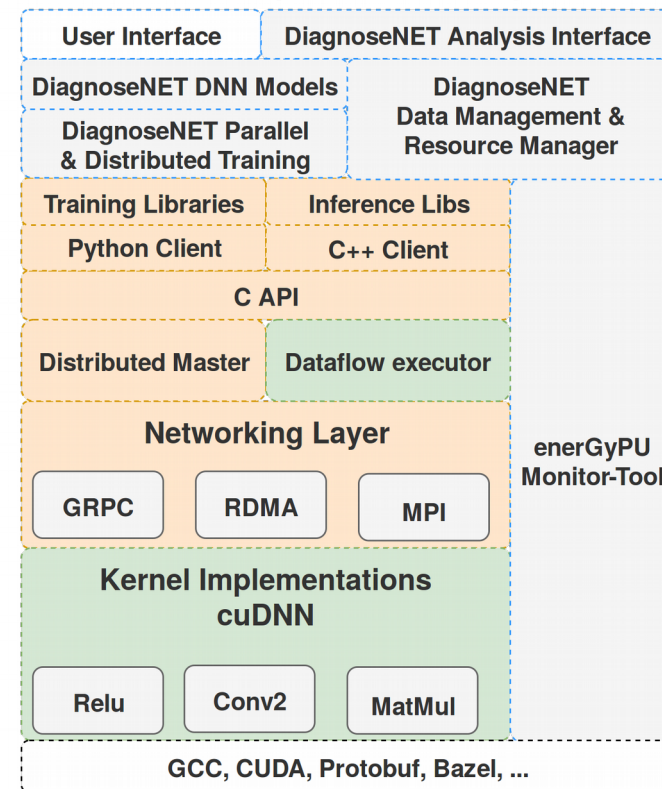 User Interface
DiagnoseNET Analysis Interface
DiagnoseNET DNN Models
DiagnoseNET
Data Management &
Resource Manager
DiagnoseNET Parallel
& Distributed Training
Training Libraries
Inference Libs
Python Client
C++ Client
C API
Distributed Master
Dataflow executor
Networking Layer
GRPC
RDMA
MPI
enerGyPU
Monitor-Tool
Kernel Implementations
cuDNN
Relu
Conv2
MatMul
GCC, CUDA, Protobuf, Bazel, ...